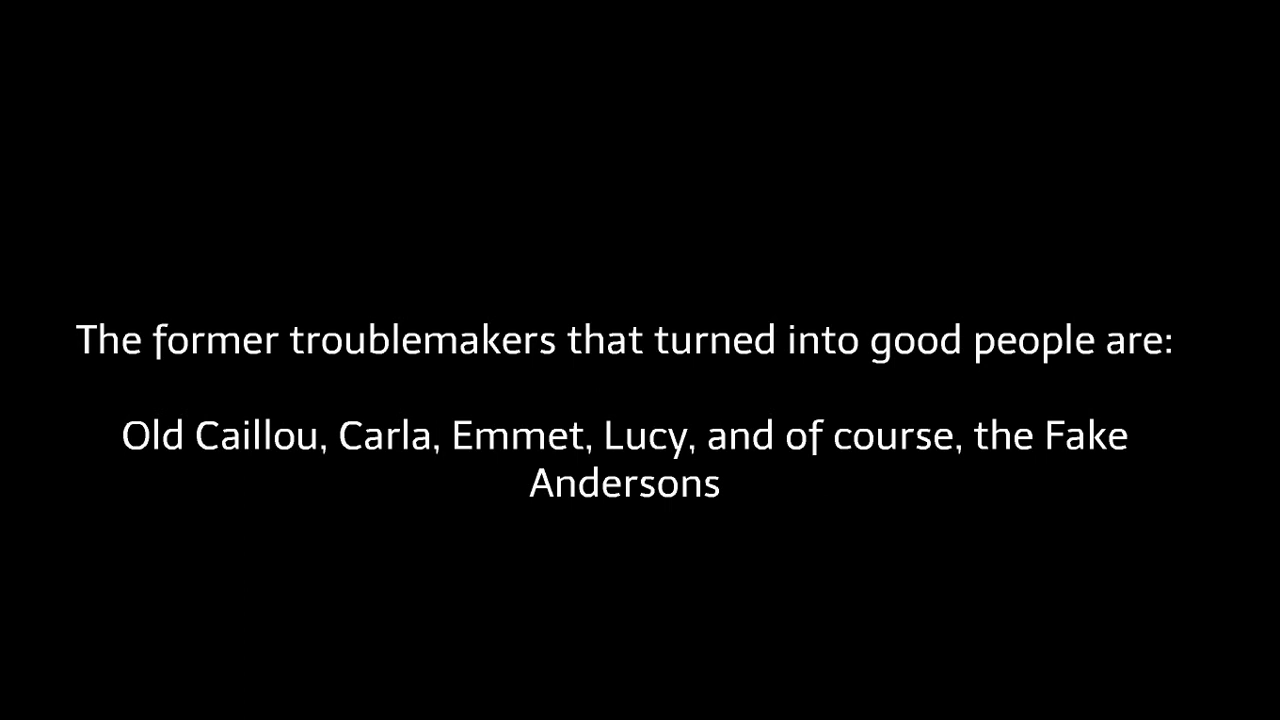 The former troublemakers that turned into good people are:
Old Caillou, Carla, Emmet, Lucy, and of course, the Fake
Andersons